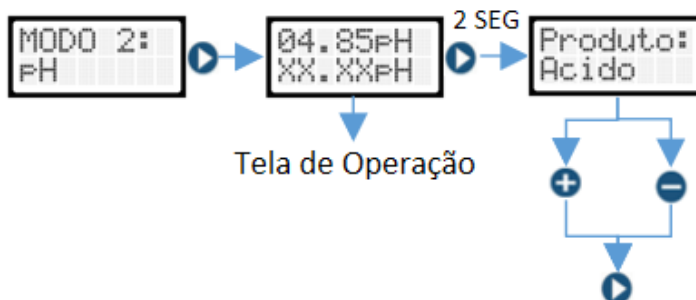 MODO 2:
pH
04.85pH
XX.XXpH
2 SEG
Produto:
Acido
Tela de Operação